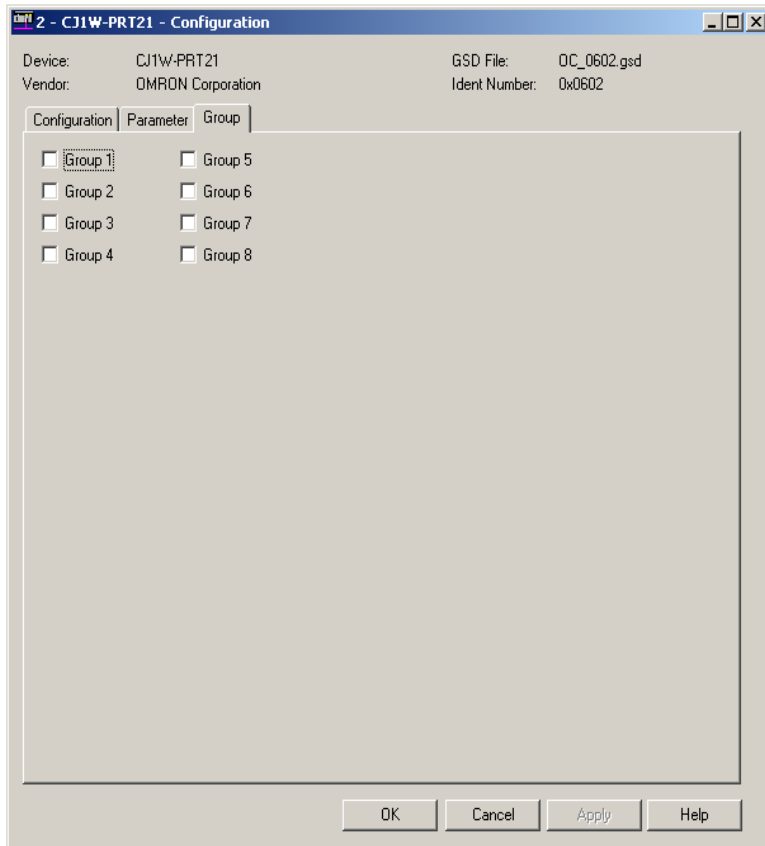 2 - CJ1W-PRT21 - Configuration
Device: CJ1W-PRT21 GSD File: OC_0602.gsd
Vendor: OMRON Corporation Ident Number: 0x0602
Configuration Parameter Group
Group 1 Group 5
Group 2 Group 6
Group 3 Group 7
Group 4 Group 8
OK Cancel Apply Help